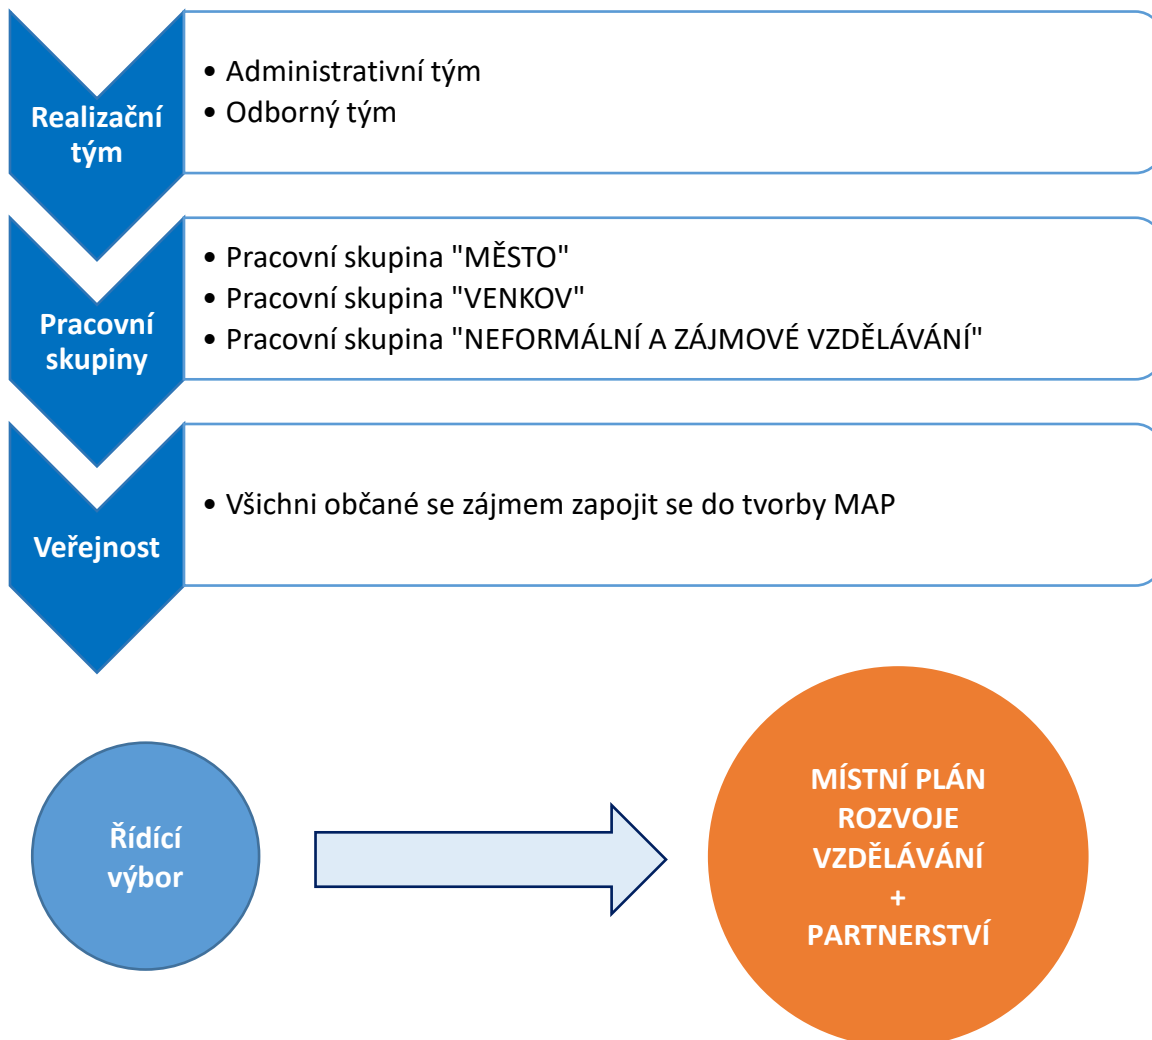 Realizační
tým
• Administrativní tým
• Odborný tým
Pracovní
skupiny
• Pracovní skupina "MĚSTO"
• Pracovní skupina "VENKOV"
• Pracovní skupina "NEFORMÁLNÍ A ZÁJMOVÉ VZDĚLÁVÁNÍ"
Veřejnost
• Všichni občané se zájmem zapojit se do tvorby MAP
Řídící
výbor
MÍSTNÍ PLÁN
ROZVOJE
VZDĚLÁVÁNÍ
+
PARTNERSTVÍ